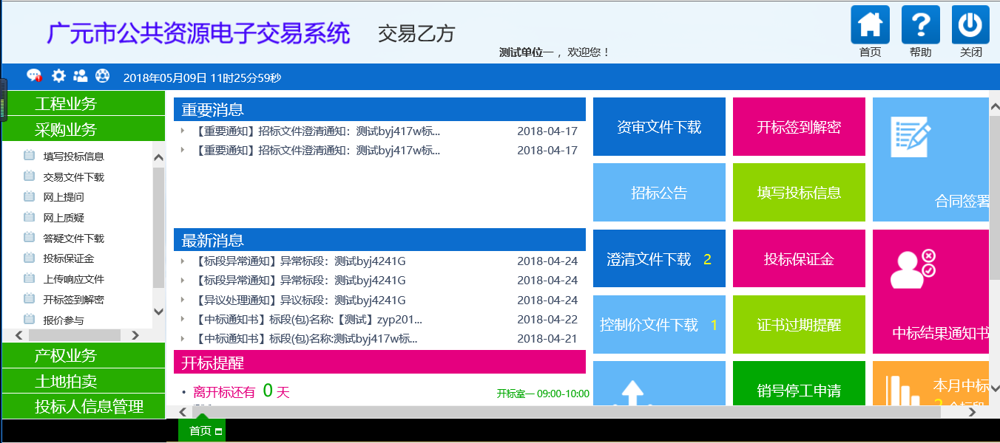 广元市公共资源电子交易系统 交易乙方
测试单位一 ，欢迎您！
首页 帮助 关闭
2018年05月09日 11时25分59秒
工程业务
采购业务
填写投标信息
交易文件下载
网上提问
网上质疑
答疑文件下载
投标保证金
上传响应文件
开标签到解密
报价参与
产权业务
土地拍卖
投标人信息管理
重要消息
【重要通知】招标文件澄清通知：测试byj417w标... 2018-04-17
【重要通知】招标文件澄清通知：测试byj417w标... 2018-04-17
最新消息
【标段异常通知】异常标段：测试byj4241G 2018-04-24
【标段异常通知】异常标段：测试byj4241G 2018-04-24
【异议处理通知】异议标段：测试byj4241G 2018-04-24
【中标通知书】标段(包)名称:【测试】zyp201... 2018-04-22
【中标通知书】标段(包)名称:测试byj417w标... 2018-04-21
开标提醒
• 离开标还有 0 天 开标室一 09:00-10:00
资审文件下载 开标签到解密
招标公告 填写投标信息
合同签署
澄清文件下载 2 投标保证金
控制价文件下载 1 证书过期提醒
中标结果通知书
销号停工申请
本月中标
首页